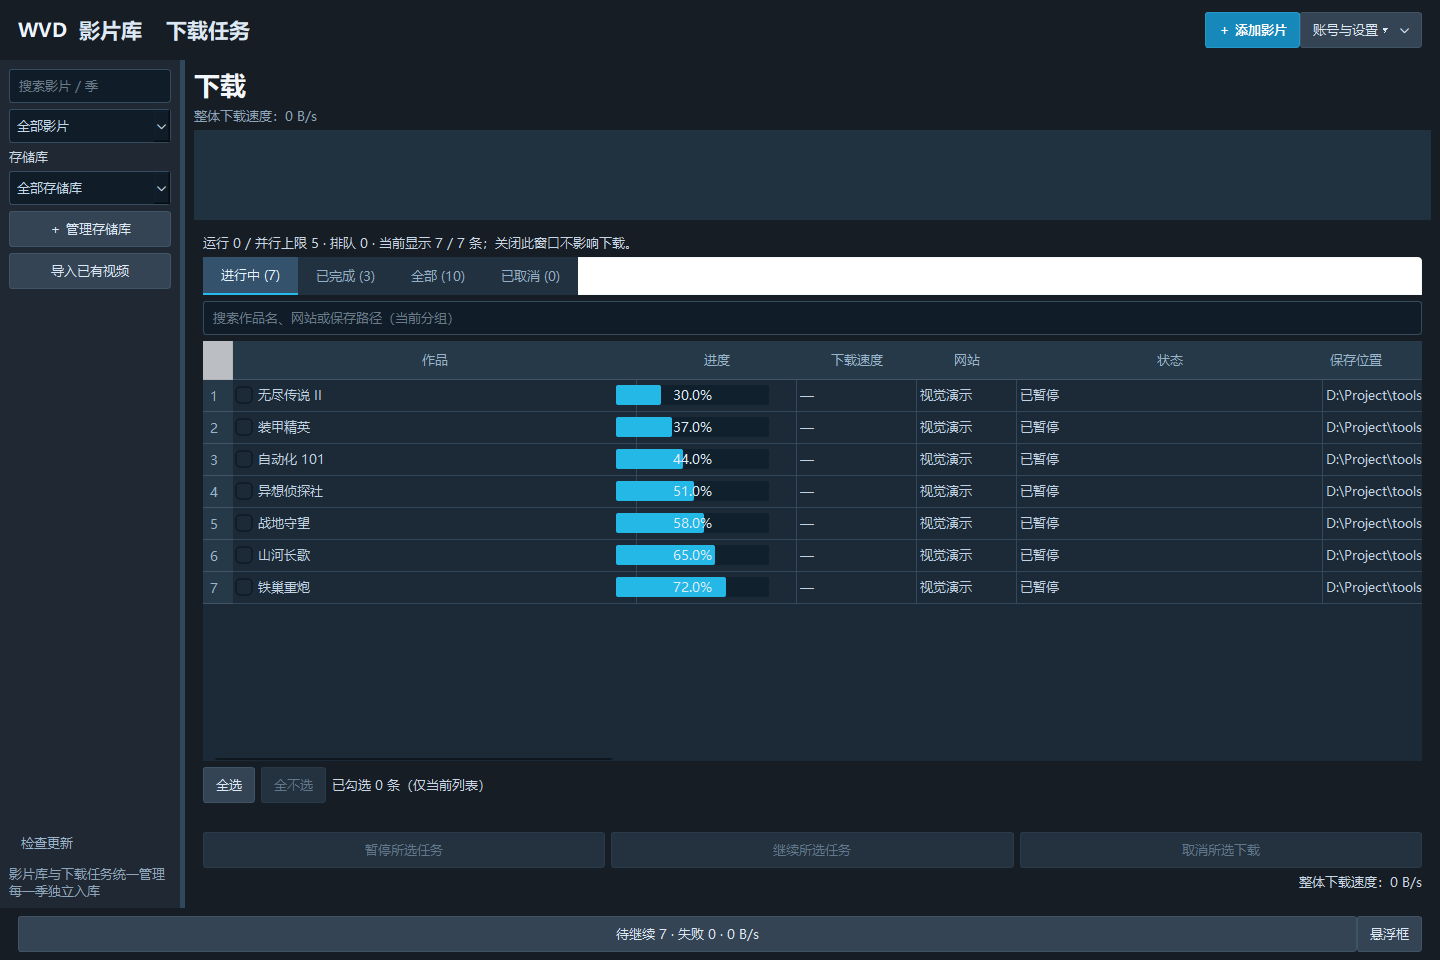 WVD 影片库 下载任务
+ 添加影片 账号与设置
搜索影片 / 季
全部影片
存储库
全部存储库
+ 管理存储库
导入已有视频
检查更新
影片库与下载任务统一管理
每一季独立入库
下载
整体下载速度：0 B/s
运行 0 / 并行上限 5 · 排队 0 · 当前显示 7 / 7 条；关闭此窗口不影响下载。
进行中 (7) 已完成 (3) 全部 (10) 已取消 (0)
搜索作品名、网站或保存路径（当前分组）
作品 进度 下载速度 网站 状态 保存位置
1 无尽传说 II 30.0% — 视觉演示 已暂停 D:\Project\tools
2 装甲精英 37.0% — 视觉演示 已暂停 D:\Project\tools
3 自动化 101 44.0% — 视觉演示 已暂停 D:\Project\tools
4 异想侦探社 51.0% — 视觉演示 已暂停 D:\Project\tools
5 战地守望 58.0% — 视觉演示 已暂停 D:\Project\tools
6 山河长歌 65.0% — 视觉演示 已暂停 D:\Project\tools
7 铁巢重炮 72.0% — 视觉演示 已暂停 D:\Project\tools
全选 全不选 已勾选 0 条（仅当前列表）
暂停所选任务 继续所选任务 取消所选下载
整体下载速度：0 B/s
待继续 7 · 失败 0 · 0 B/s 悬浮框